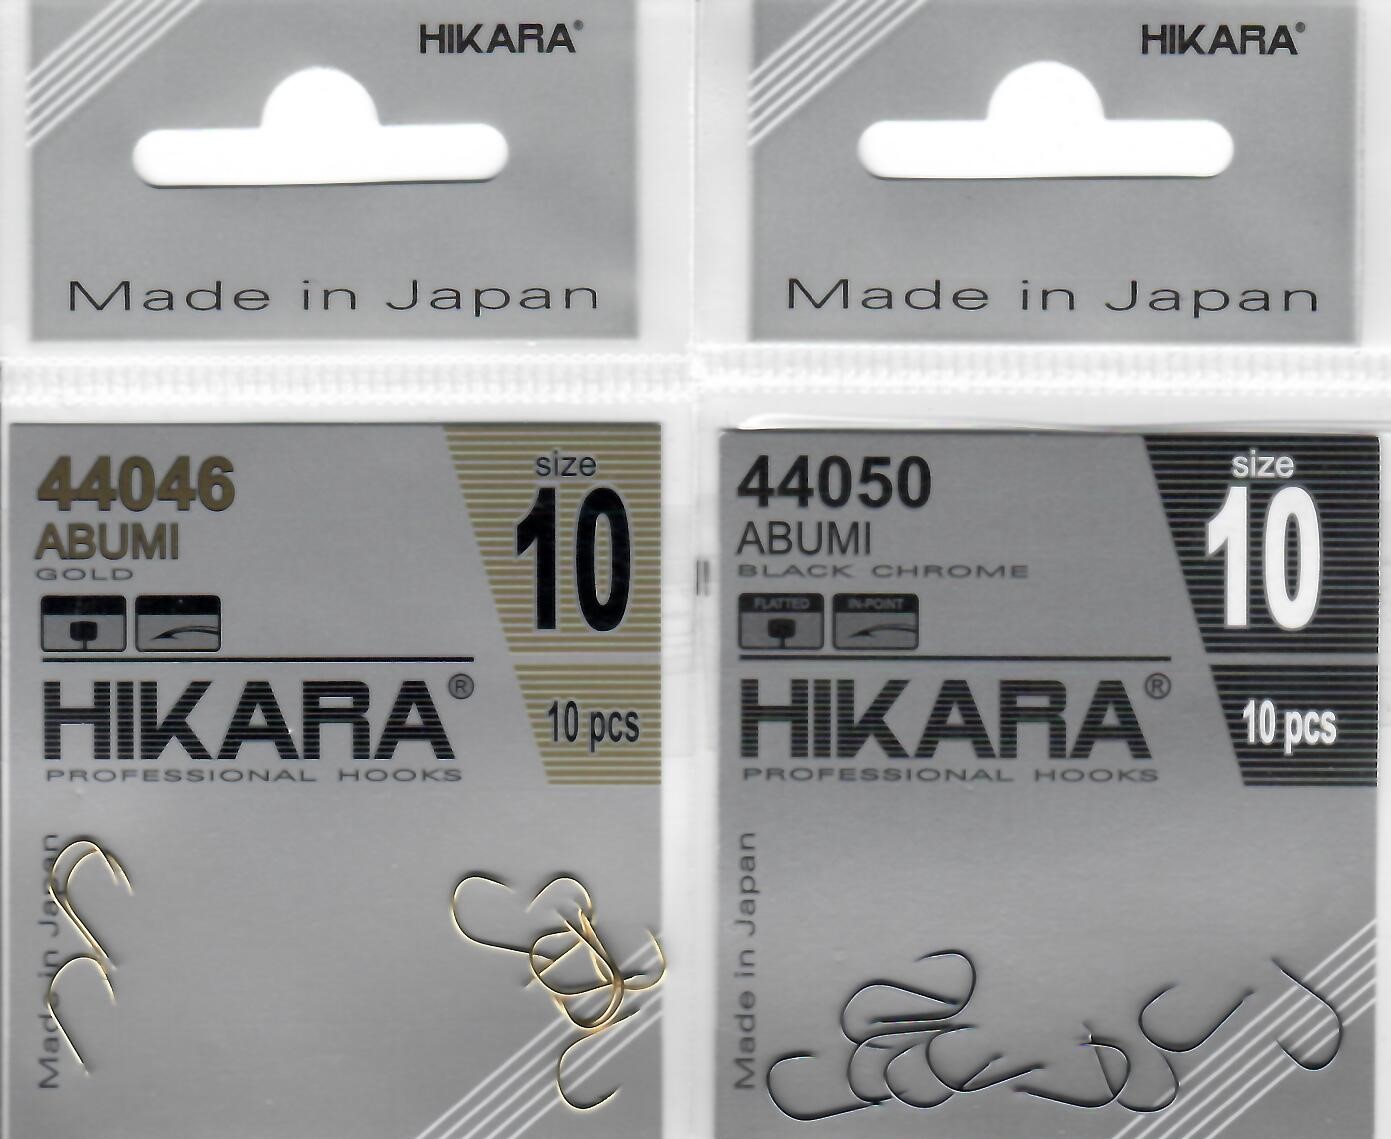 HIKARA®
Made in Japan
44046
ABUMI
GOLD
size
10
HIKARA®
10 pcs
PROFESSIONAL HOOKS
Made in Japan
HIKARA®
Made in Japan
44050
ABUMI
BLACK CHROME
size
10
FLATTED
IN-POINT
HIKARA®
10 pcs
PROFESSIONAL HOOKS
Made in Japan